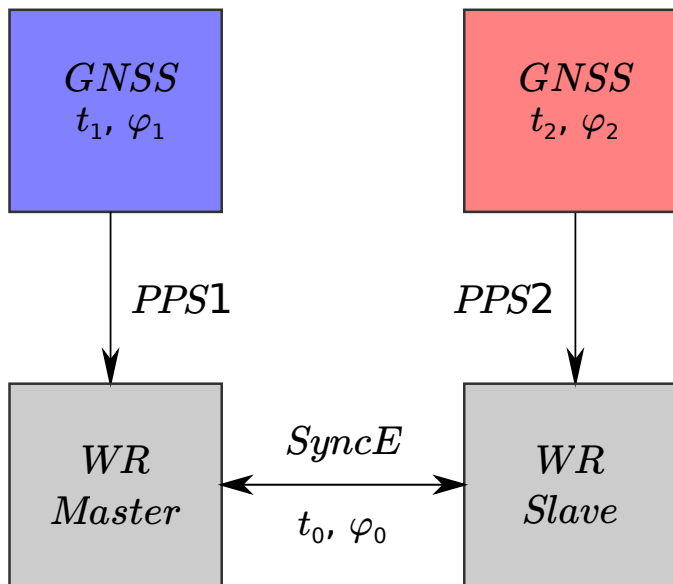 GNSS
t₁, φ₁
GNSS
t₂, φ₂
PPS1
PPS2
WR
Master
SyncE
t₀, φ₀
WR
Slave